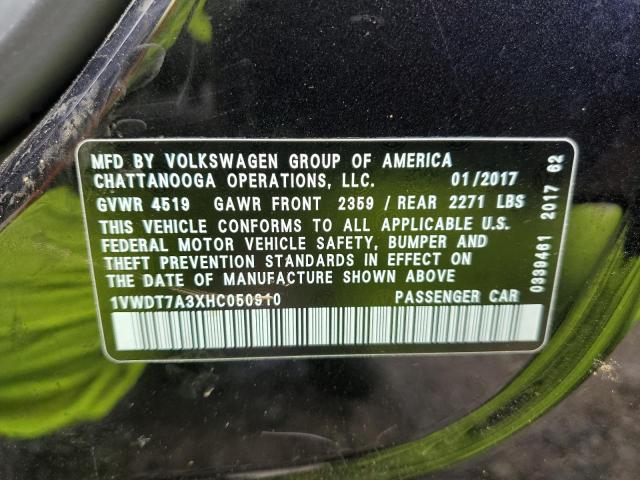 MFD BY VOLKSWAGEN GROUP OF AMERICA
CHATTANOOGA OPERATIONS, LLC. 01/2017
GVWR 4519 GAWR FRONT 2359 / REAR 2271 LBS
THIS VEHICLE CONFORMS TO ALL APPLICABLE U.S.
FEDERAL MOTOR VEHICLE SAFETY, BUMPER AND
THEFT PREVENTION STANDARDS IN EFFECT ON
THE DATE OF MANUFACTURE SHOWN ABOVE
1VWDT7A3XHC050910 PASSENGER CAR
0339461 2017 62